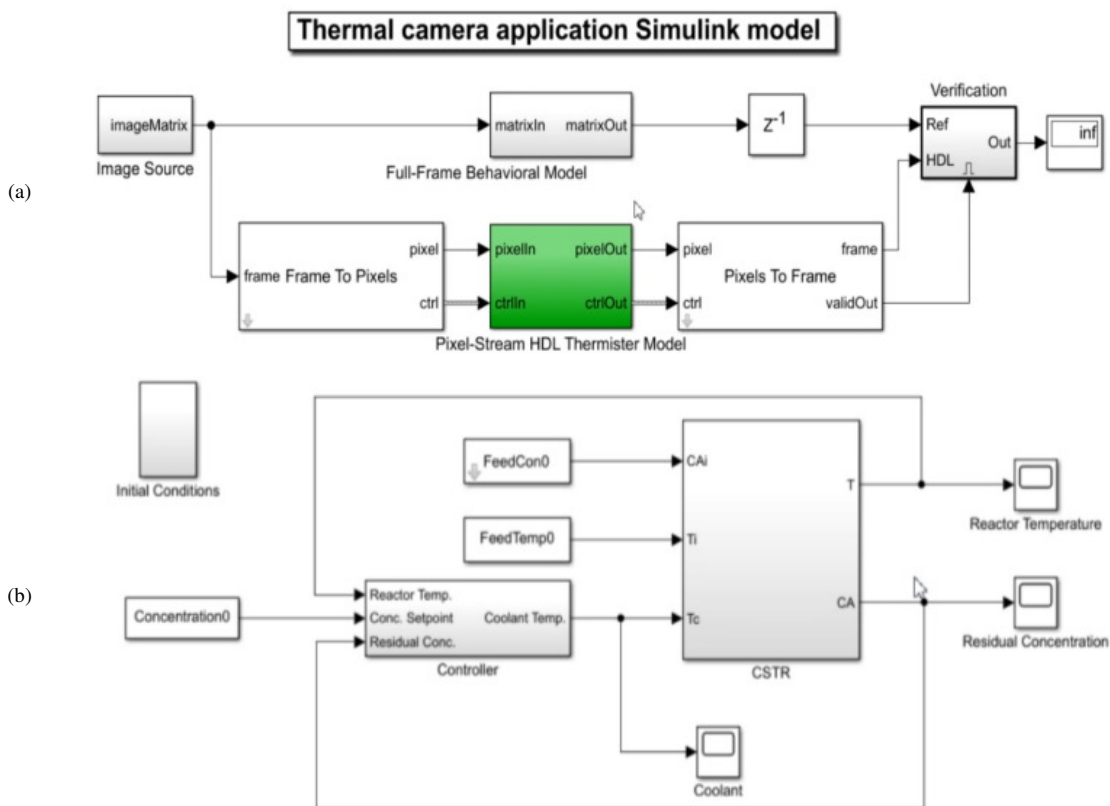 Thermal camera application Simulink model
(a)
imageMatrix
Image Source
matrixIn matrixOut
Full-Frame Behavioral Model
Z-1
Verification
Ref
HDL
Out
inf
frame Frame To Pixels
pixel
ctrl
pixelIn pixelOut
ctrlIn ctrlOut
Pixel-Stream HDL Thermister Model
pixel
ctrl
Pixels To Frame
frame
validOut
(b)
Initial Conditions
FeedCon0
FeedTemp0
Concentration0
Reactor Temp.
Conc. Setpoint
Residual Conc.
Coolant Temp.
Controller
CAi
Ti
Tc
T
CA
CSTR
Reactor Temperature
Residual Concentration
Coolant